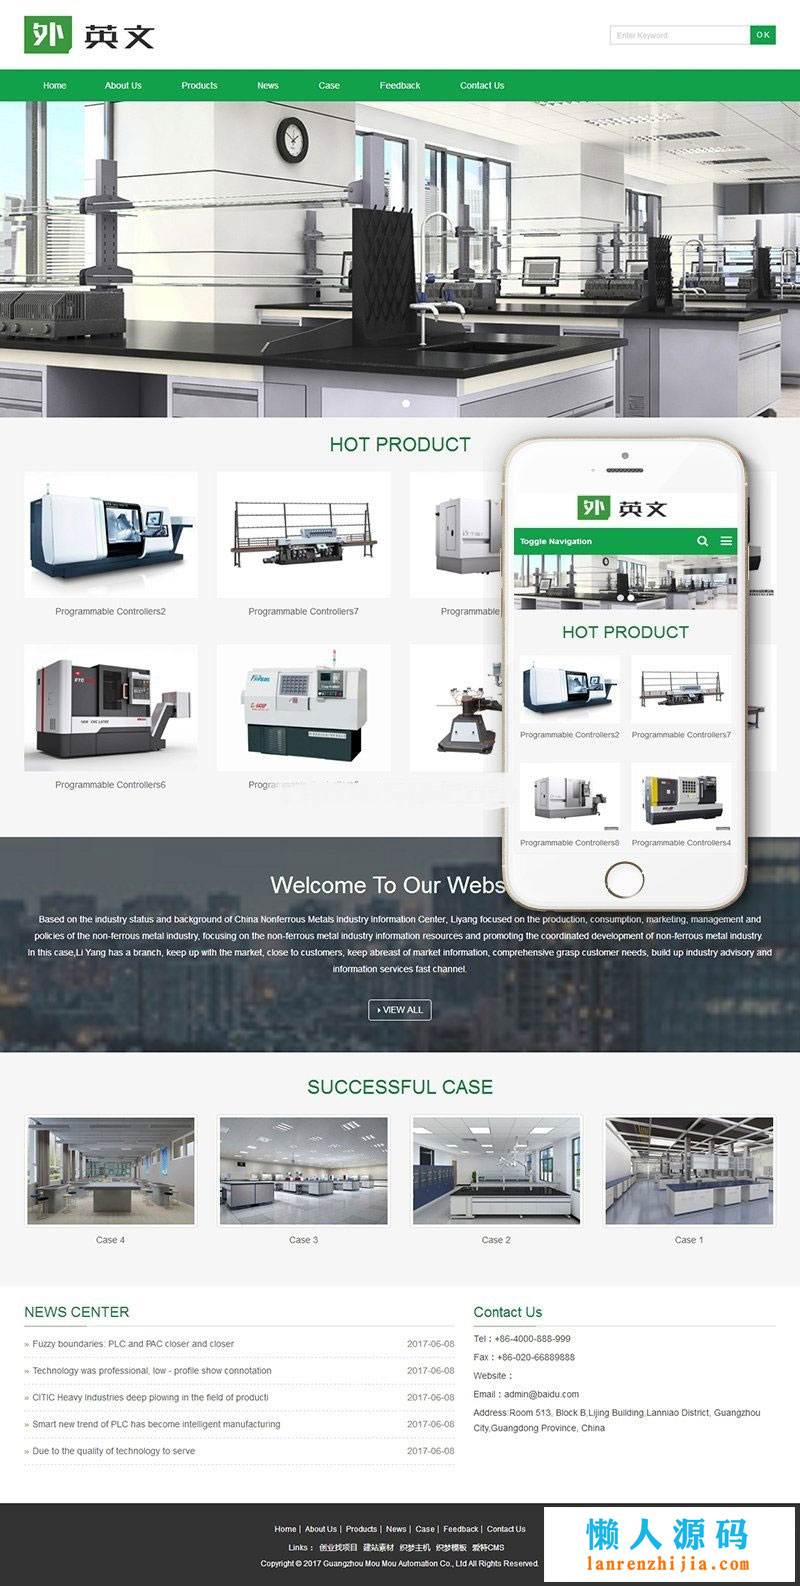 外 英文
Enter Keyword OK
Home About Us Products News Case Feedback Contact Us
HOT PRODUCT
Programmable Controllers2
Programmable Controllers7
Programmable
Programmable Controllers6
外 英文
Toggle Navigation
HOT PRODUCT
Programmable Controllers2 Programmable Controllers7
Programmable Controllers8 Programmable Controllers4
Welcome To Our Webs
Based on the industry status and background of China Nonferrous Metals Industry Information Center, Liyang focused on the production, consumption, marketing, management and
policies of the non-ferrous metal industry, focusing on the non-ferrous metal industry information resources and promoting the coordinated development of non-ferrous metal industry.
In this case,Li Yang has a branch, keep up with the market, close to customers, keep abreast of market information, comprehensive grasp customer needs, build up industry advisory and
information services fast channel.
VIEW ALL
SUCCESSFUL CASE
Case 4 Case 3 Case 2 Case 1
NEWS CENTER
» Fuzzy boundaries: PLC and PAC closer and closer 2017-06-08
» Technology was professional, low - profile show connotation 2017-06-08
» CITIC Heavy Industries deep plowing in the field of producti 2017-06-08
» Smart new trend of PLC has become intelligent manufacturing 2017-06-08
» Due to the quality of technology to serve 2017-06-08
Contact Us
Tel：+86-4000-888-999
Fax：+86-020-66889888
Website：
Email：admin@baidu.com
Address:Room 513, Block B,Lijing Building,Lanniao District, Guangzhou
City,Guangdong Province, China
Home | About Us | Products | News | Case | Feedback | Contact Us
Links： 创业找项目 建站素材 织梦主机 织梦模板 爱特CMS
Copyright © 2017 Guangzhou Mou Mou Automation Co., Ltd All Rights Reserved.
懒人源码
lanrenzhijia.com